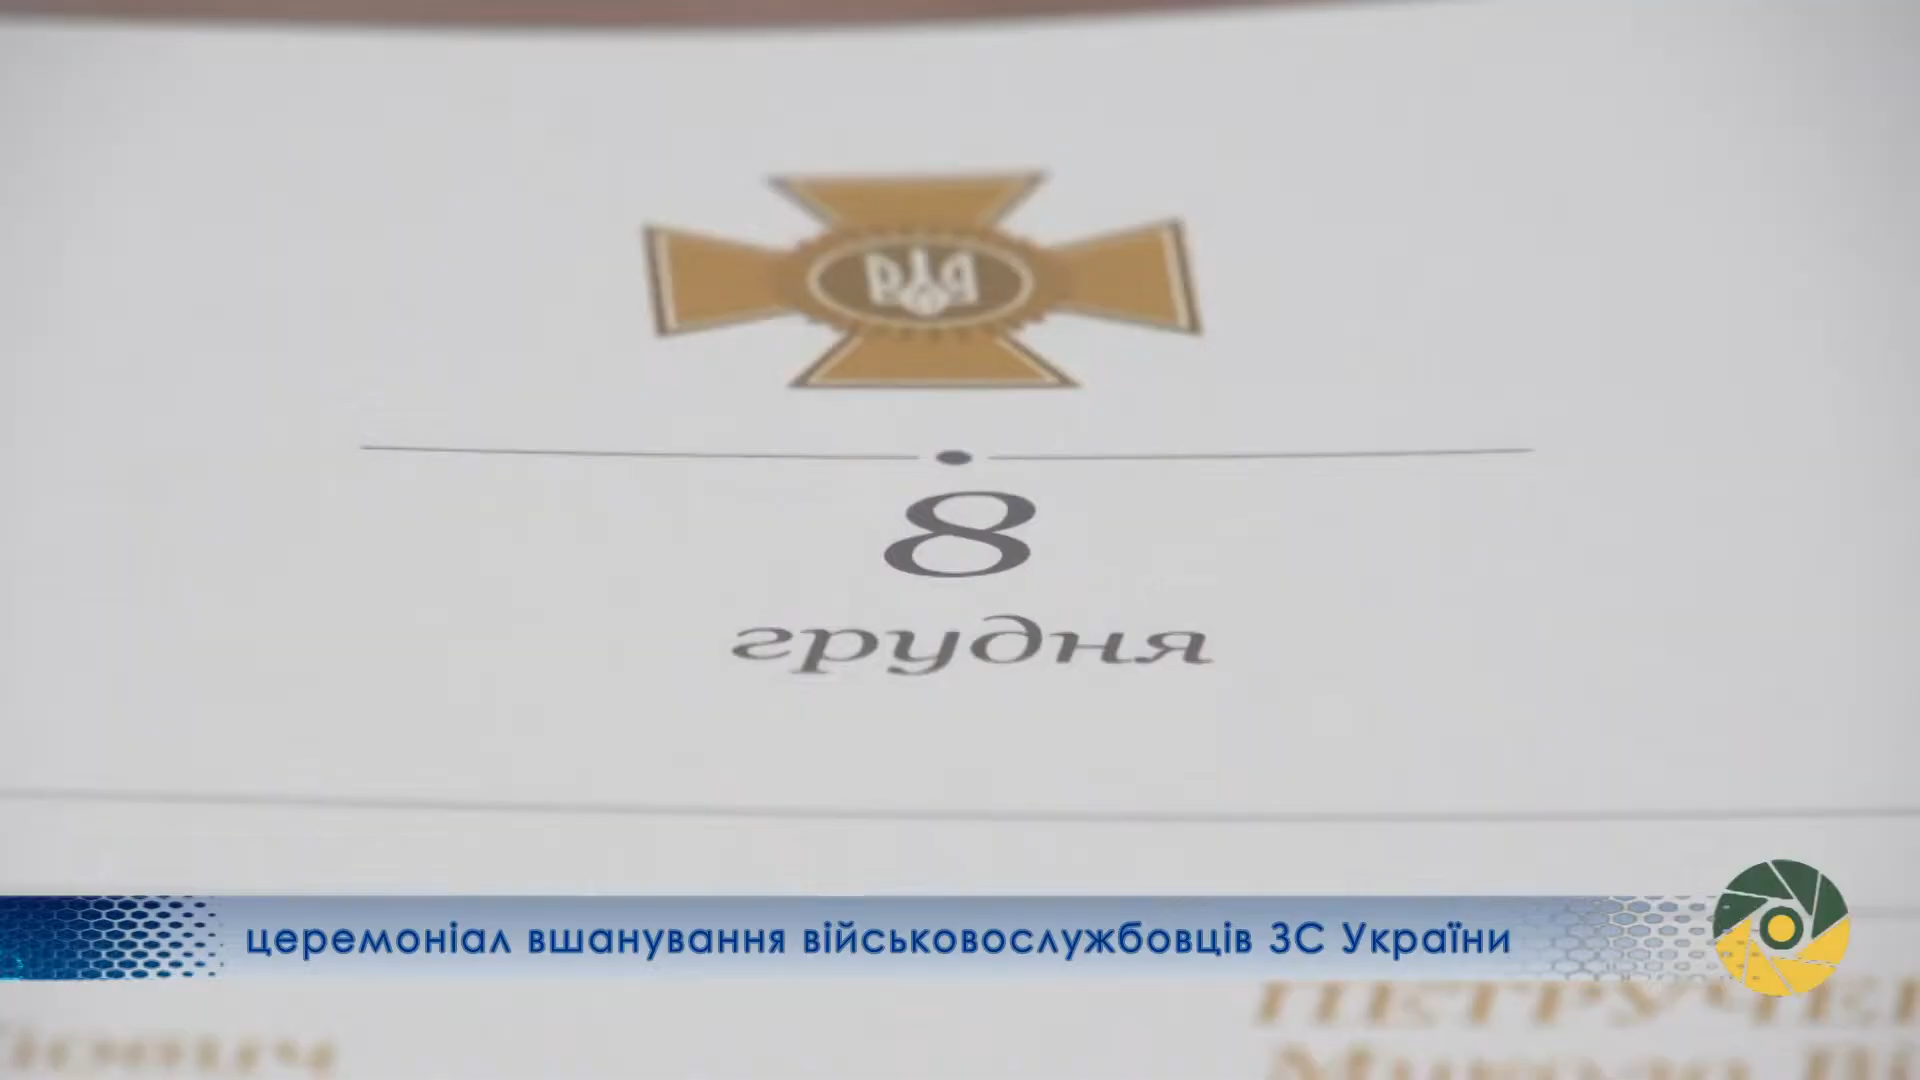 8
грудня
церемоніал вшанування військовослужбовців ЗС України